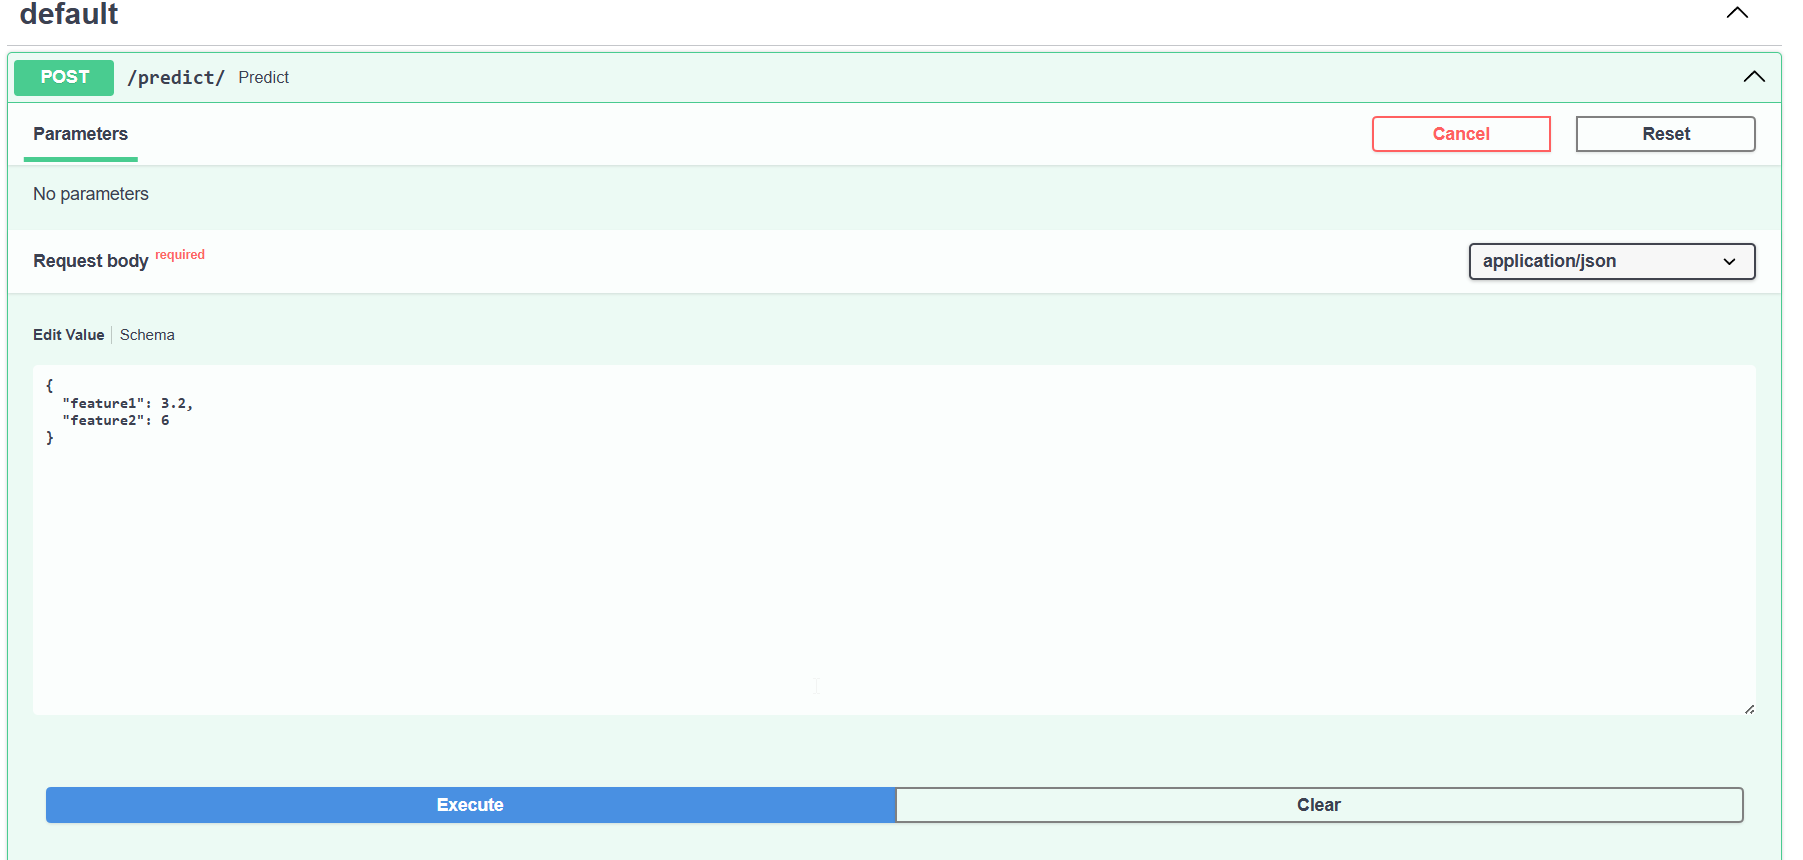 default
POST /predict/ Predict
Parameters Cancel Reset
No parameters
Request body required application/json
Edit Value Schema
{
"feature1": 3.2,
"feature2": 6
}
Execute Clear